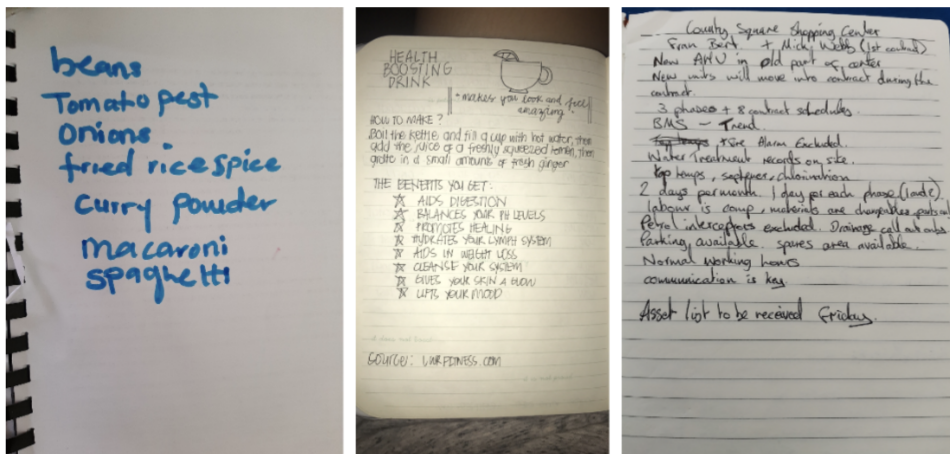 beans
Tomato pest
Onions
fried rice spice
curry powder
macaroni
spaghetti
HEALTH
BOOSTING
DRINK
"makes you look and feel
amazing"
HOW TO MAKE?
Boil the kettle and fill a cup with hot water, then
add the juice of a freshly squeezed lemon, then
grate in a small amounts of fresh ginger
THE BENEFITS YOU GET:
AIDS DIGESTION
BALANCES YOUR PH LEVELS
PROMOTES HEALING
HYDRATES YOUR LYMPH SYSTEM
AIDS IN WEIGHT LOSS
CLEANSE YOUR SYSTEM
GIVES YOUR SKIN A GLOW
LIFTS YOUR MOOD
Source:
County Square Shopping Center
Fran Bert + Micky Webb (1st contact)
New AHU in old part of center
New units will move into contract during the
contract.
3 phases + 8 contract schedules.
BMS - Trend
Fire Alarm Excluded.
Water Treatment records on site.
temps, chlorination
2 days per month. 1 day per each phase
labour is comp, materials are chargeable
Petrol interceptors excluded. Drainage call outs only
Parking available. spares area available.
Normal working hours
communication is key.
Asset list to be received Friday.